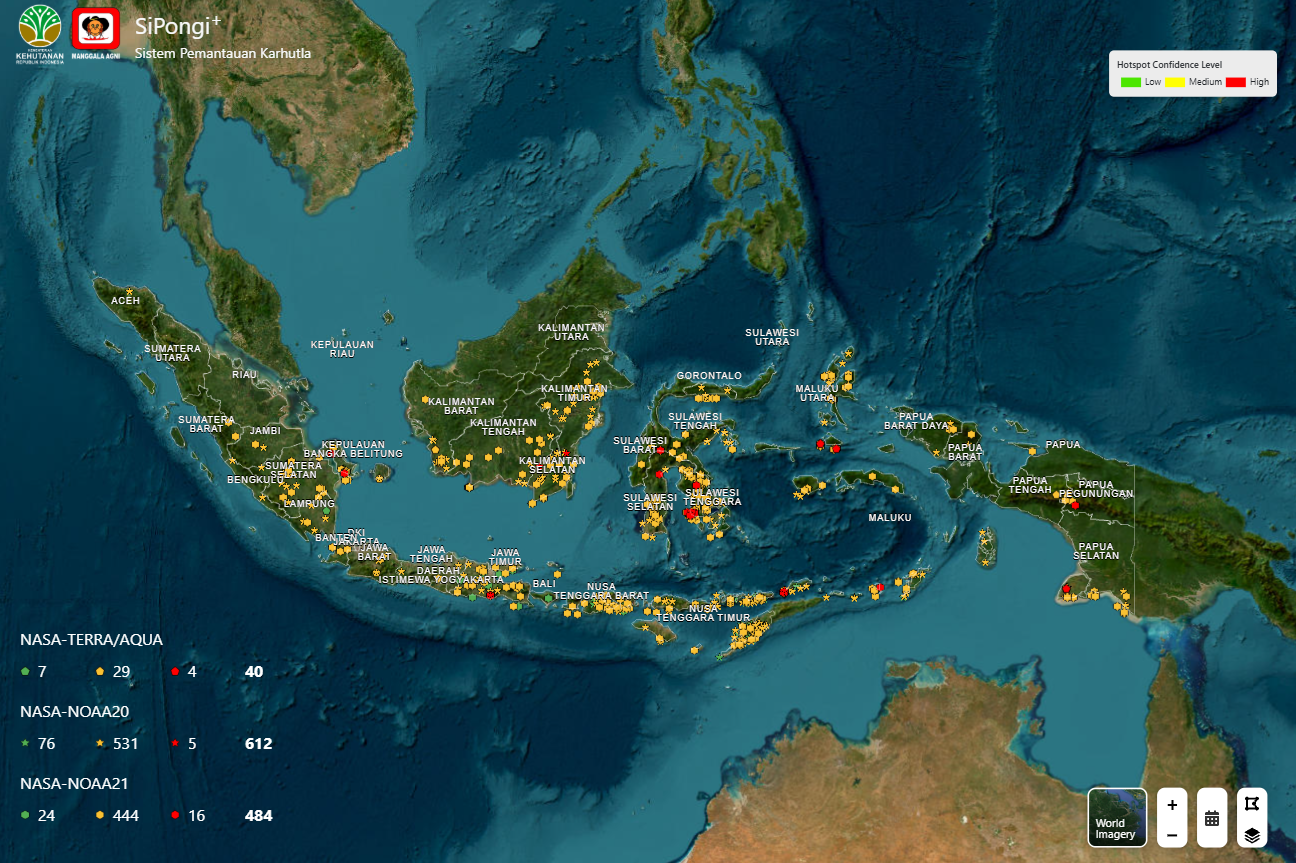 SiPongi+
Sistem Pemantauan Karhutla
KEMENTERIAN
KEHUTANAN
REPUBLIK INDONESIA
MANGGALA AGNI
Hotspot Confidence Level
Low
Medium
High
ACEH
SUMATERA
UTARA
RIAU
KEPULAUAN
RIAU
SUMATERA
BARAT
JAMBI
KEPULAUAN
BANGKA BELITUNG
SUMATERA
SELATAN
BENGKULU
LAMPUNG
BANTEN
DKI
JAKARTA
JAWA
BARAT
JAWA
TENGAH
DAERAH
ISTIMEWA YOGYAKARTA
JAWA
TIMUR
BALI
NUSA
TENGGARA BARAT
NUSA
TENGGARA TIMUR
KALIMANTAN
UTARA
KALIMANTAN
BARAT
KALIMANTAN
TIMUR
KALIMANTAN
TENGAH
KALIMANTAN
SELATAN
SULAWESI
UTARA
GORONTALO
SULAWESI
TENGAH
SULAWESI
BARAT
SULAWESI
SELATAN
SULAWESI
TENGGARA
MALUKU
UTARA
MALUKU
PAPUA
BARAT DAYA
PAPUA
BARAT
PAPUA
PAPUA
TENGAH
PAPUA
PEGUNUNGAN
PAPUA
SELATAN
NASA-TERRA/AQUA
7 29 4 40
NASA-NOAA20
76 531 5 612
NASA-NOAA21
24 444 16 484
World
Imagery
+
−